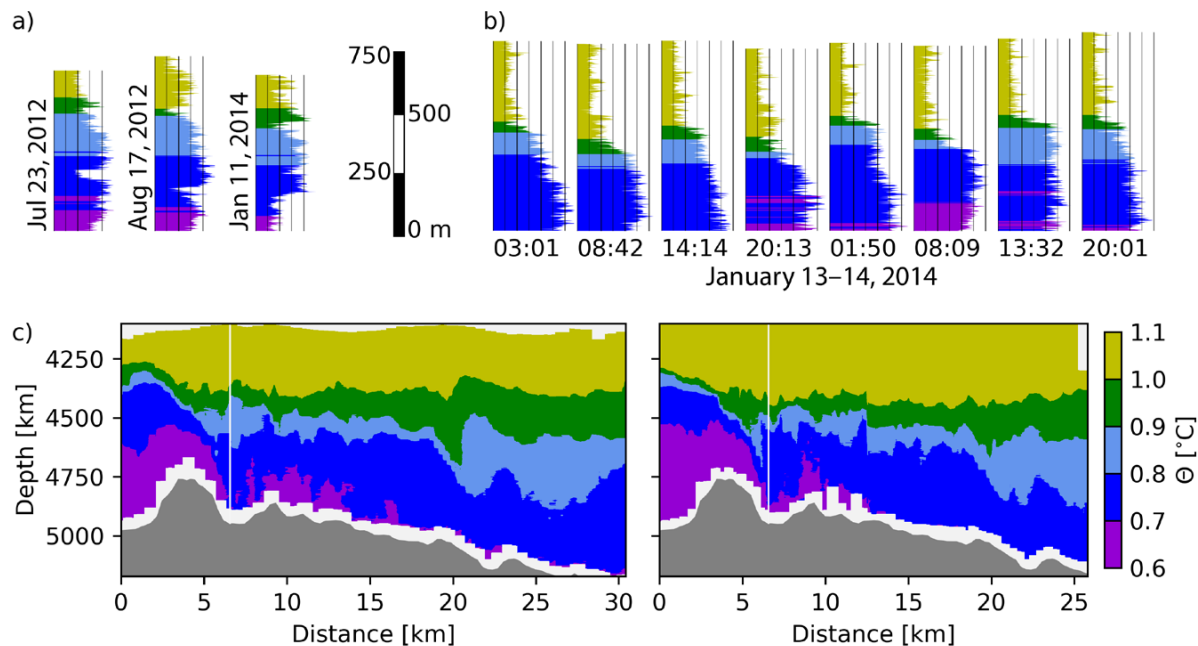 a)
b)
Jul 23, 2012
Aug 17, 2012
Jan 11, 2014
750
500
250
0 m
03:01 08:42 14:14 20:13 01:50 08:09 13:32 20:01
January 13–14, 2014
c)
4250
4500
4750
5000
Depth [km]
0 5 10 15 20 25 30
Distance [km]
0 5 10 15 20 25
Distance [km]
1.1
1.0
0.9
0.8
0.7
0.6
Θ [°C]